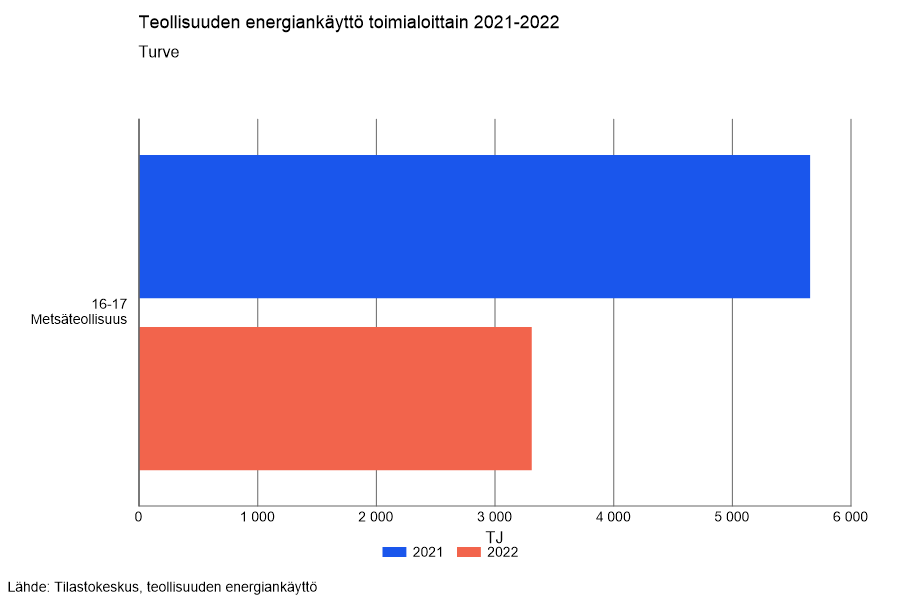 Teollisuuden energiankäyttö toimialoittain 2021-2022
Turve
16-17
Metsäteollisuus
0
1 000
2 000
3 000
4 000
5 000
6 000
TJ
2021
2022
Lähde: Tilastokeskus, teollisuuden energiankäyttö